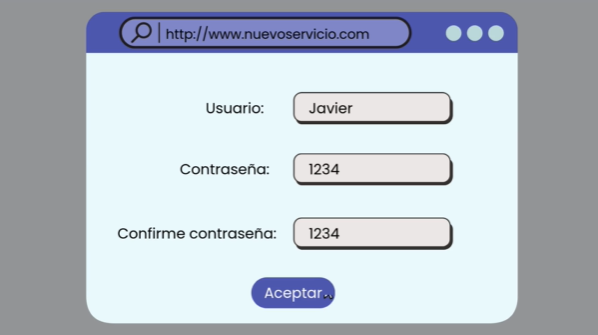 http://www.nuevoservicio.com
Usuario: Javier
Contraseña: 1234
Confirme contraseña: 1234
Aceptar